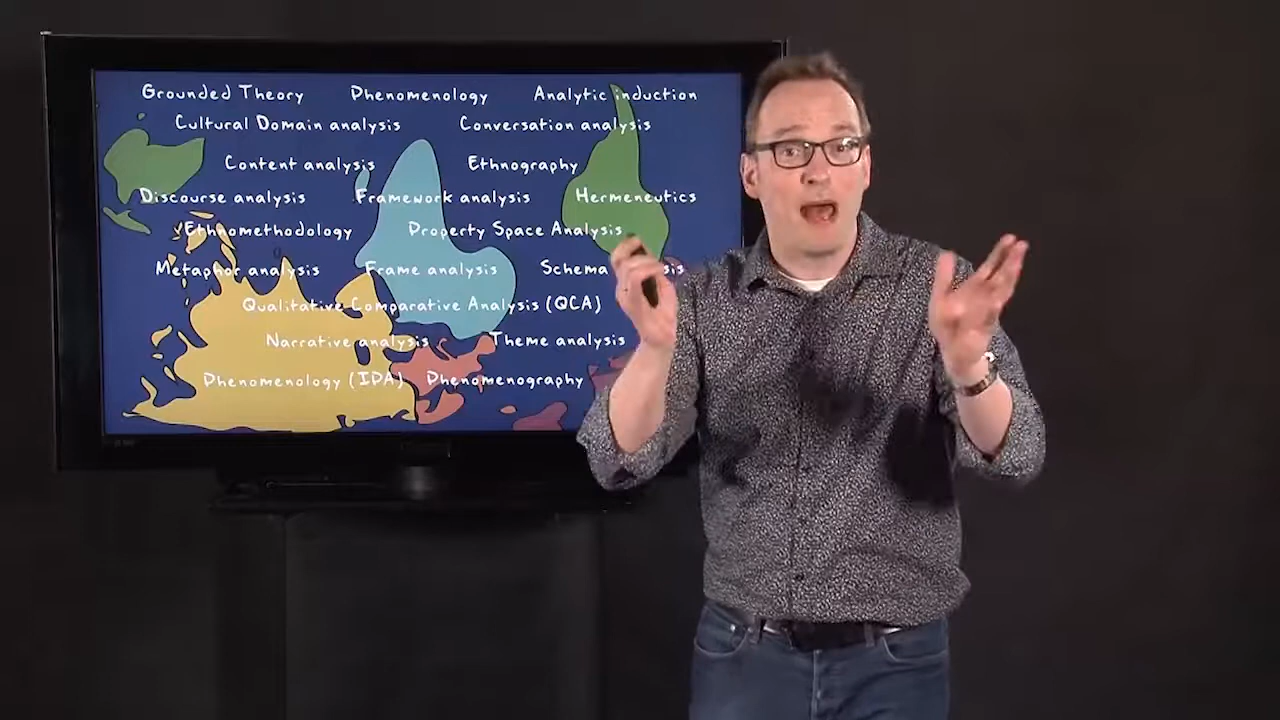 Grounded Theory Phenomenology Analytic induction
Cultural Domain analysis Conversation analysis
Content analysis Ethnography
Discourse analysis Framework analysis Hermeneutics
Ethnomethodology Property Space Analysis
Metaphor analysis Frame analysis Schema
Qualitative Comparative Analysis (QCA)
Narrative analysis Theme analysis
Phenomenology (IPA) Phenomenography